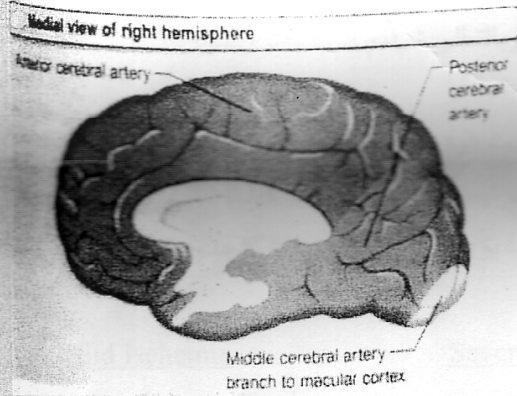 Medial view of right hemisphere
Anterior cerebral artery
Posterior
cerebral
artery
Middle cerebral artery
branch to macular cortex